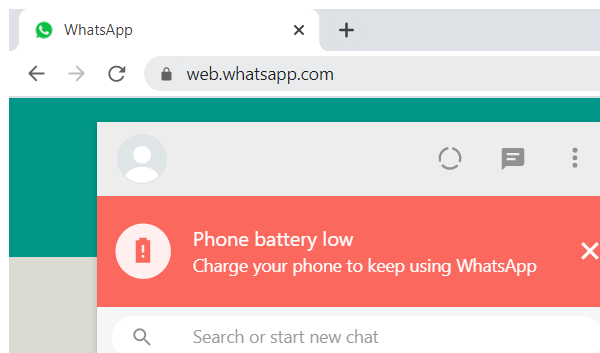 WhatsApp
web.whatsapp.com
Phone battery low
Charge your phone to keep using WhatsApp
Search or start new chat